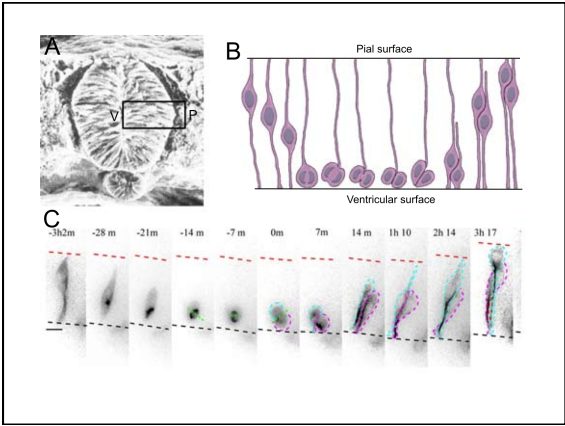 A
V
P
B
Pial surface
Ventricular surface
C
-3h2m
-28 m
-21m
-14 m
-7 m
0m
7m
14 m
1h 10
2h 14
3h 17